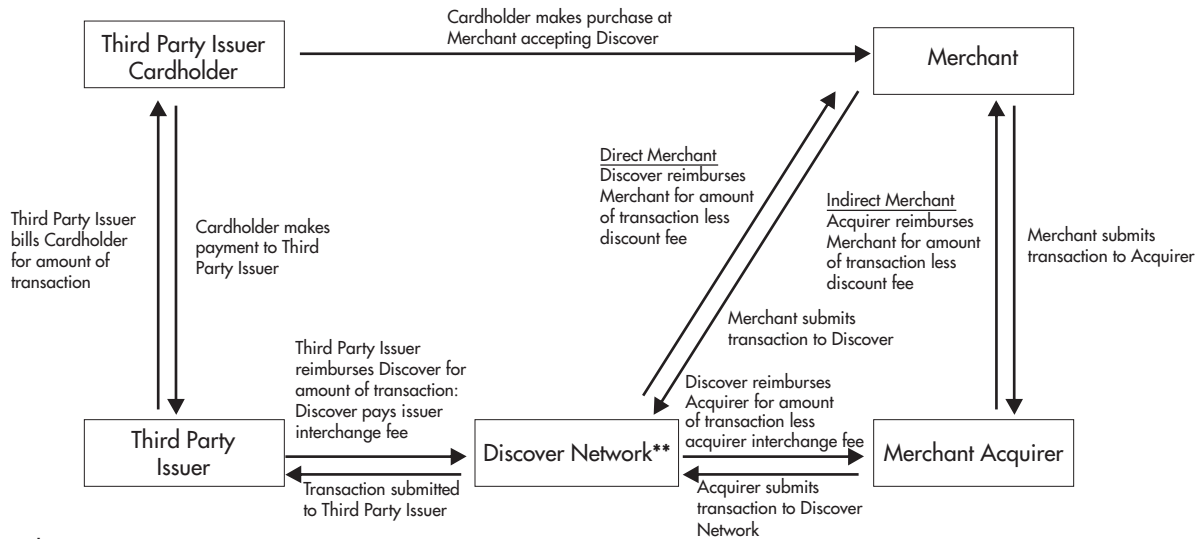 Cardholder makes purchase at
Merchant accepting Discover
Third Party Issuer
Cardholder
Merchant
Direct Merchant
Discover reimburses
Merchant for amount
of transaction less
discount fee
Indirect Merchant
Acquirer reimburses
Merchant for amount
of transaction less
discount fee
Third Party Issuer
bills Cardholder
for amount of
transaction
Cardholder makes
payment to Third
Party Issuer
Merchant submits
transaction to Acquirer
Merchant submits
transaction to Discover
Third Party Issuer
reimburses Discover for
amount of transaction:
Discover pays issuer
interchange fee
Discover reimburses
Acquirer for amount
of transaction less
acquirer interchange fee
Third Party
Issuer
Discover Network**
Merchant Acquirer
Transaction submitted
to Third Party Issuer
Acquirer submits
transaction to Discover
Network